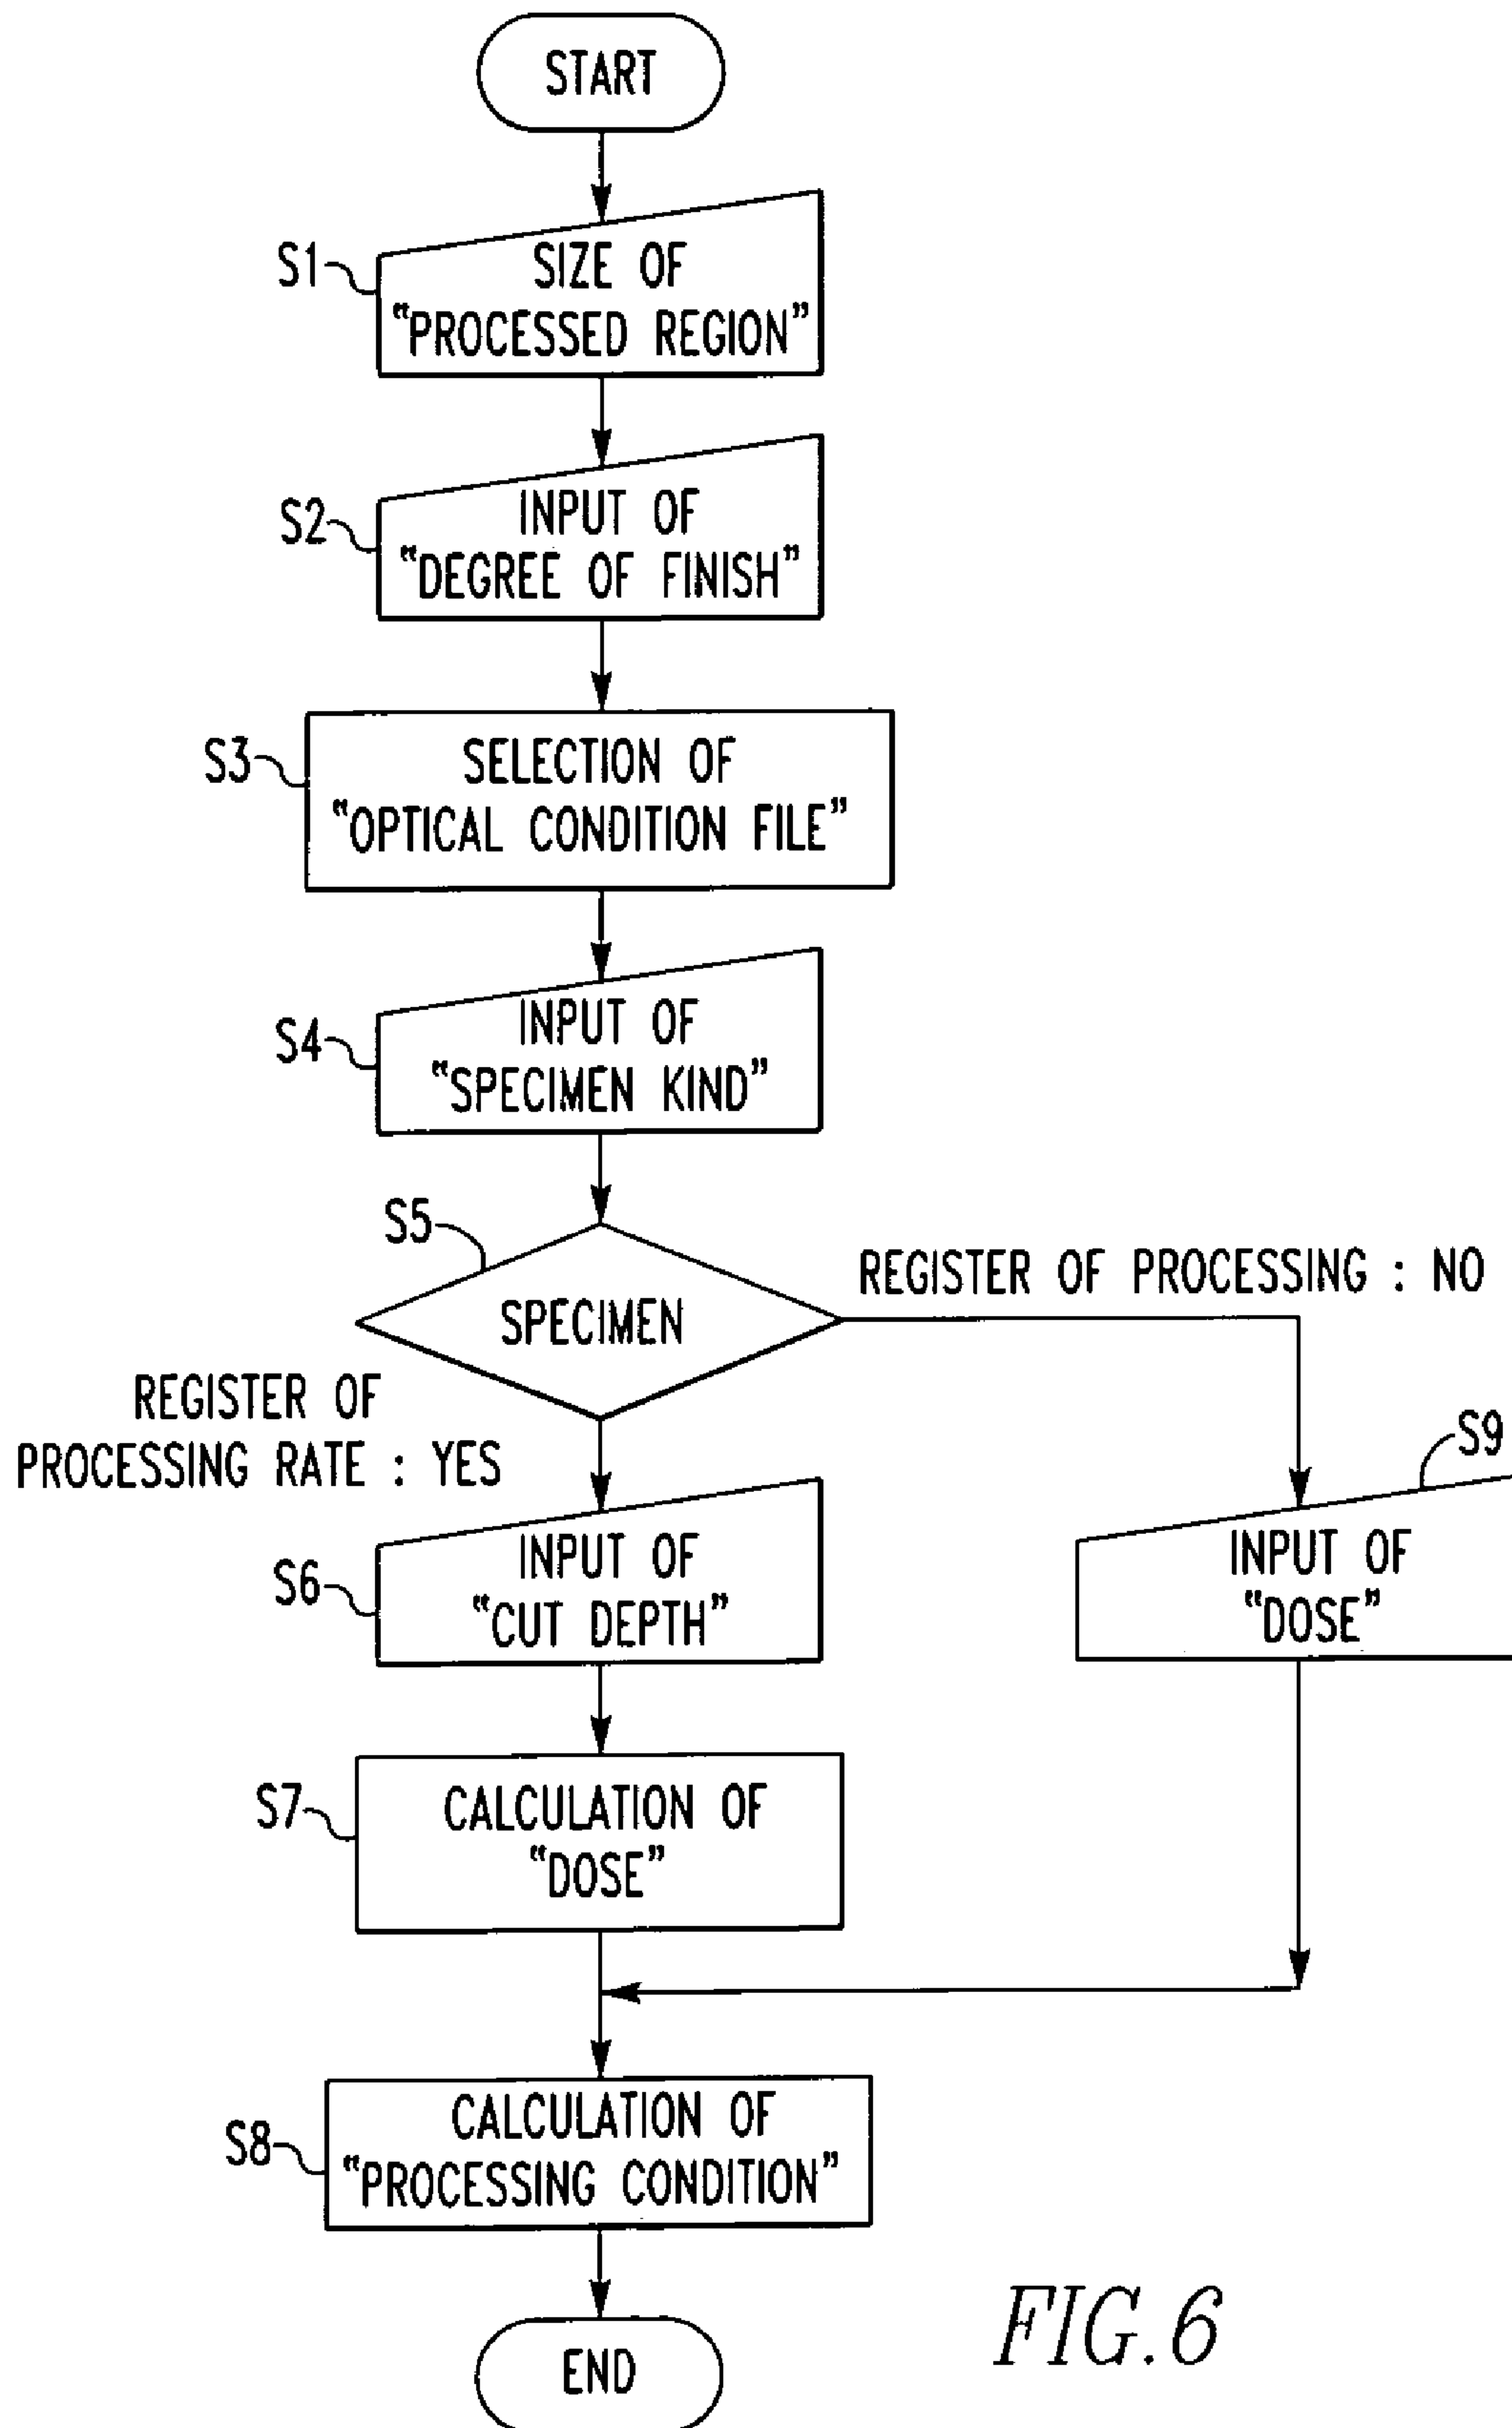 START
S1
SIZE OF
“PROCESSED REGION”
S2
INPUT OF
“DEGREE OF FINISH”
S3
SELECTION OF
“OPTICAL CONDITION FILE”
S4
INPUT OF
“SPECIMEN KIND”
S5
SPECIMEN
REGISTER OF PROCESSING : NO
REGISTER OF
PROCESSING RATE : YES
S6
INPUT OF
“CUT DEPTH”
S9
INPUT OF
“DOSE”
S7
CALCULATION OF
“DOSE”
S8
CALCULATION OF
“PROCESSING CONDITION”
END
FIG.6